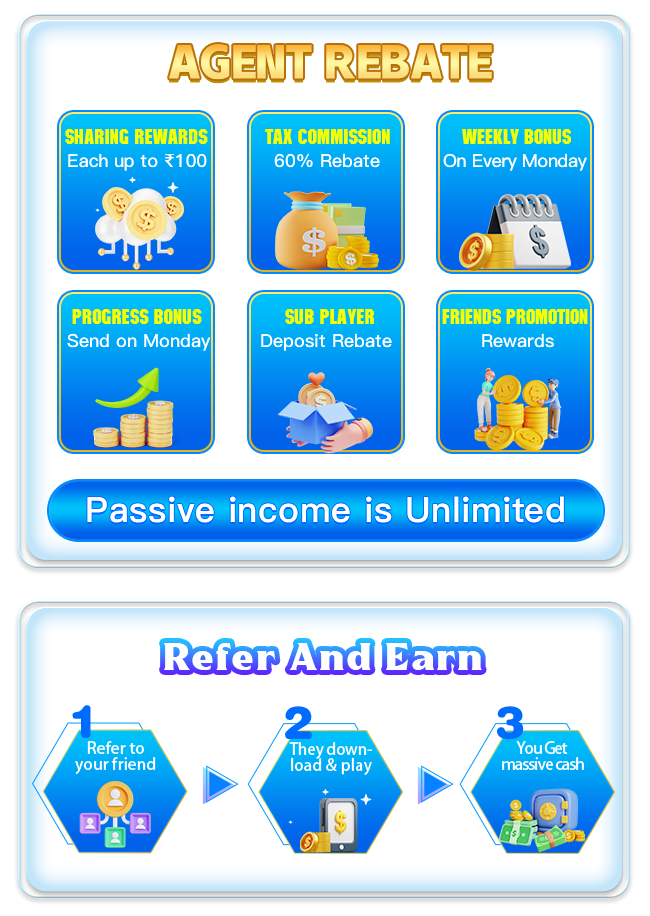 AGENT REBATE
SHARING REWARDS
Each up to ₹100
TAX COMMISSION
60% Rebate
WEEKLY BONUS
On Every Monday
PROGRESS BONUS
Send on Monday
SUB PLAYER
Deposit Rebate
FRIENDS PROMOTION
Rewards
Passive income is Unlimited
Refer And Earn
1
Refer to
your friend
2
They down-
load & play
3
You Get
massive cash